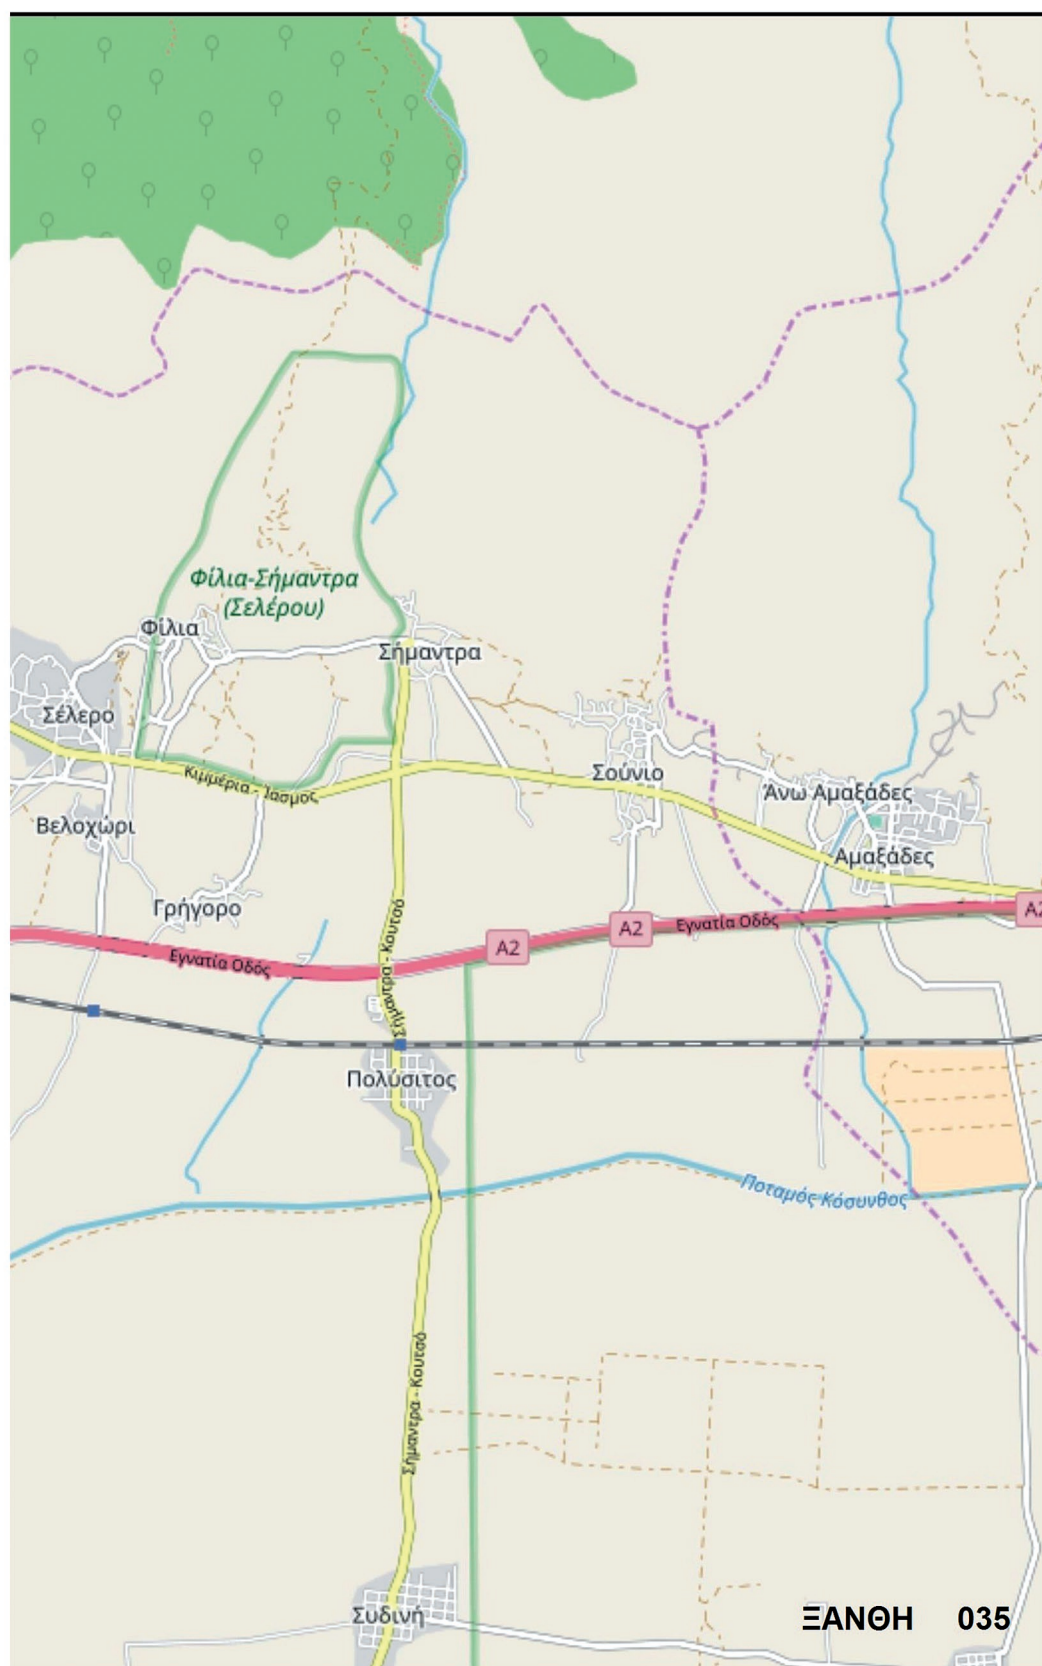 Φίλια-Σήμαντρα
(Σελέρου)
Φίλια
Σήμαντρα
Σέλερο
Σούνιο
Κιμμέρια - Ίασμος
Άνω Αμαξάδες
Βελοχώρι
Αμαξάδες
Γρήγορο
A2
A2
A2
Εγνατία Οδός
Εγνατία Οδός
Σήμαντρα - Κουτσό
Πολύσιτος
Ποταμός Κόσυνθος
Σήμαντρα - Κουτσό
Συδινή
ΞΑΝΘΗ 035